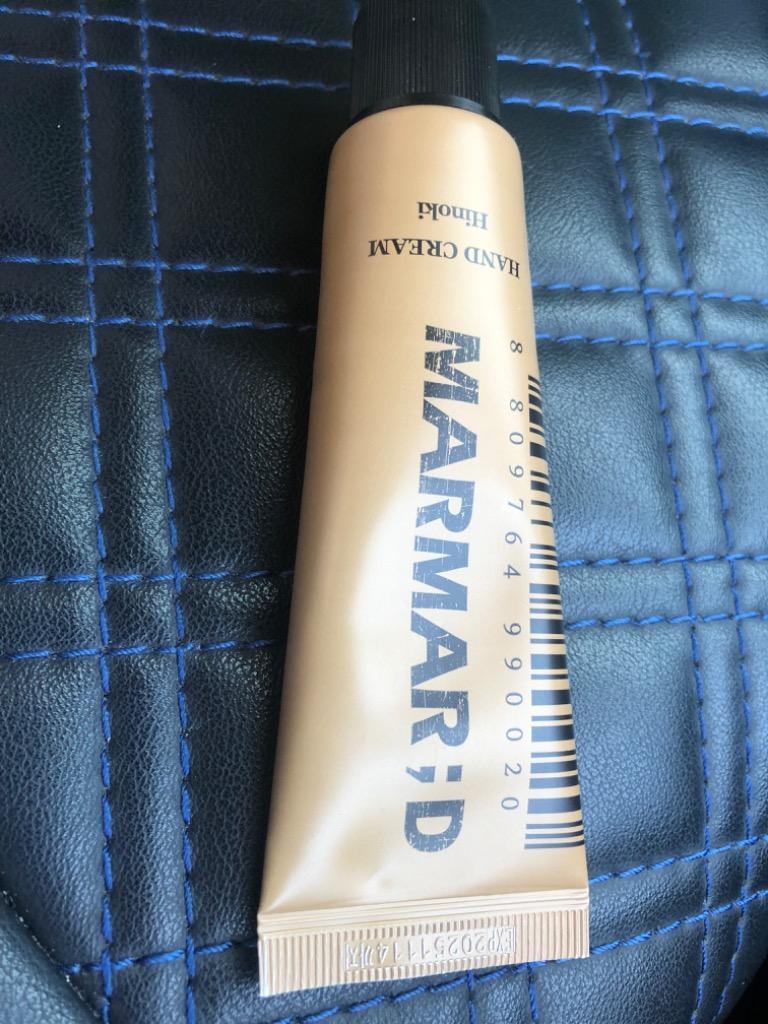 Hinoki
HAND CREAM
MARMAR;D
8 809764 990020
EXP20251114까지